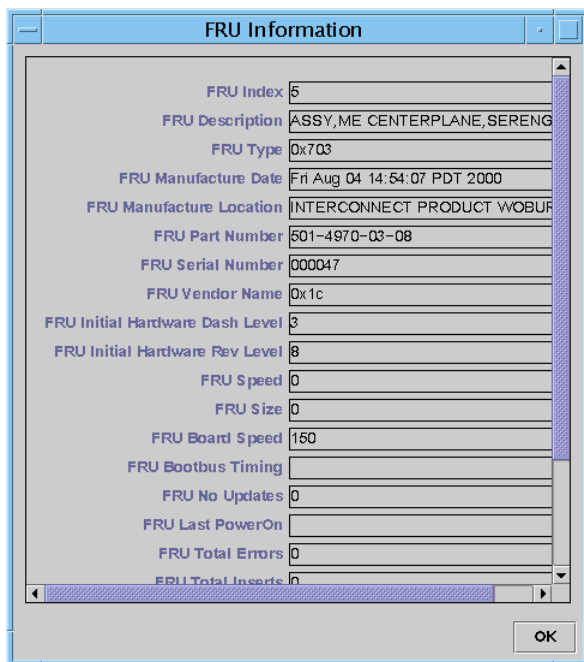 FRU Information
FRU Index 5
FRU Description ASSY,ME CENTERPLANE,SERENG
FRU Type 0x703
FRU Manufacture Date Fri Aug 04 14:54:07 PDT 2000
FRU Manufacture Location INTERCONNECT PRODUCT WOBUR
FRU Part Number 501-4970-03-08
FRU Serial Number 000047
FRU Vendor Name 0x1c
FRU Initial Hardware Dash Level 3
FRU Initial Hardware Rev Level 8
FRU Speed 0
FRU Size 0
FRU Board Speed 150
FRU Bootbus Timing
FRU No Updates 0
FRU Last PowerOn
FRU Total Errors 0
FRU Total Inserts 0
OK